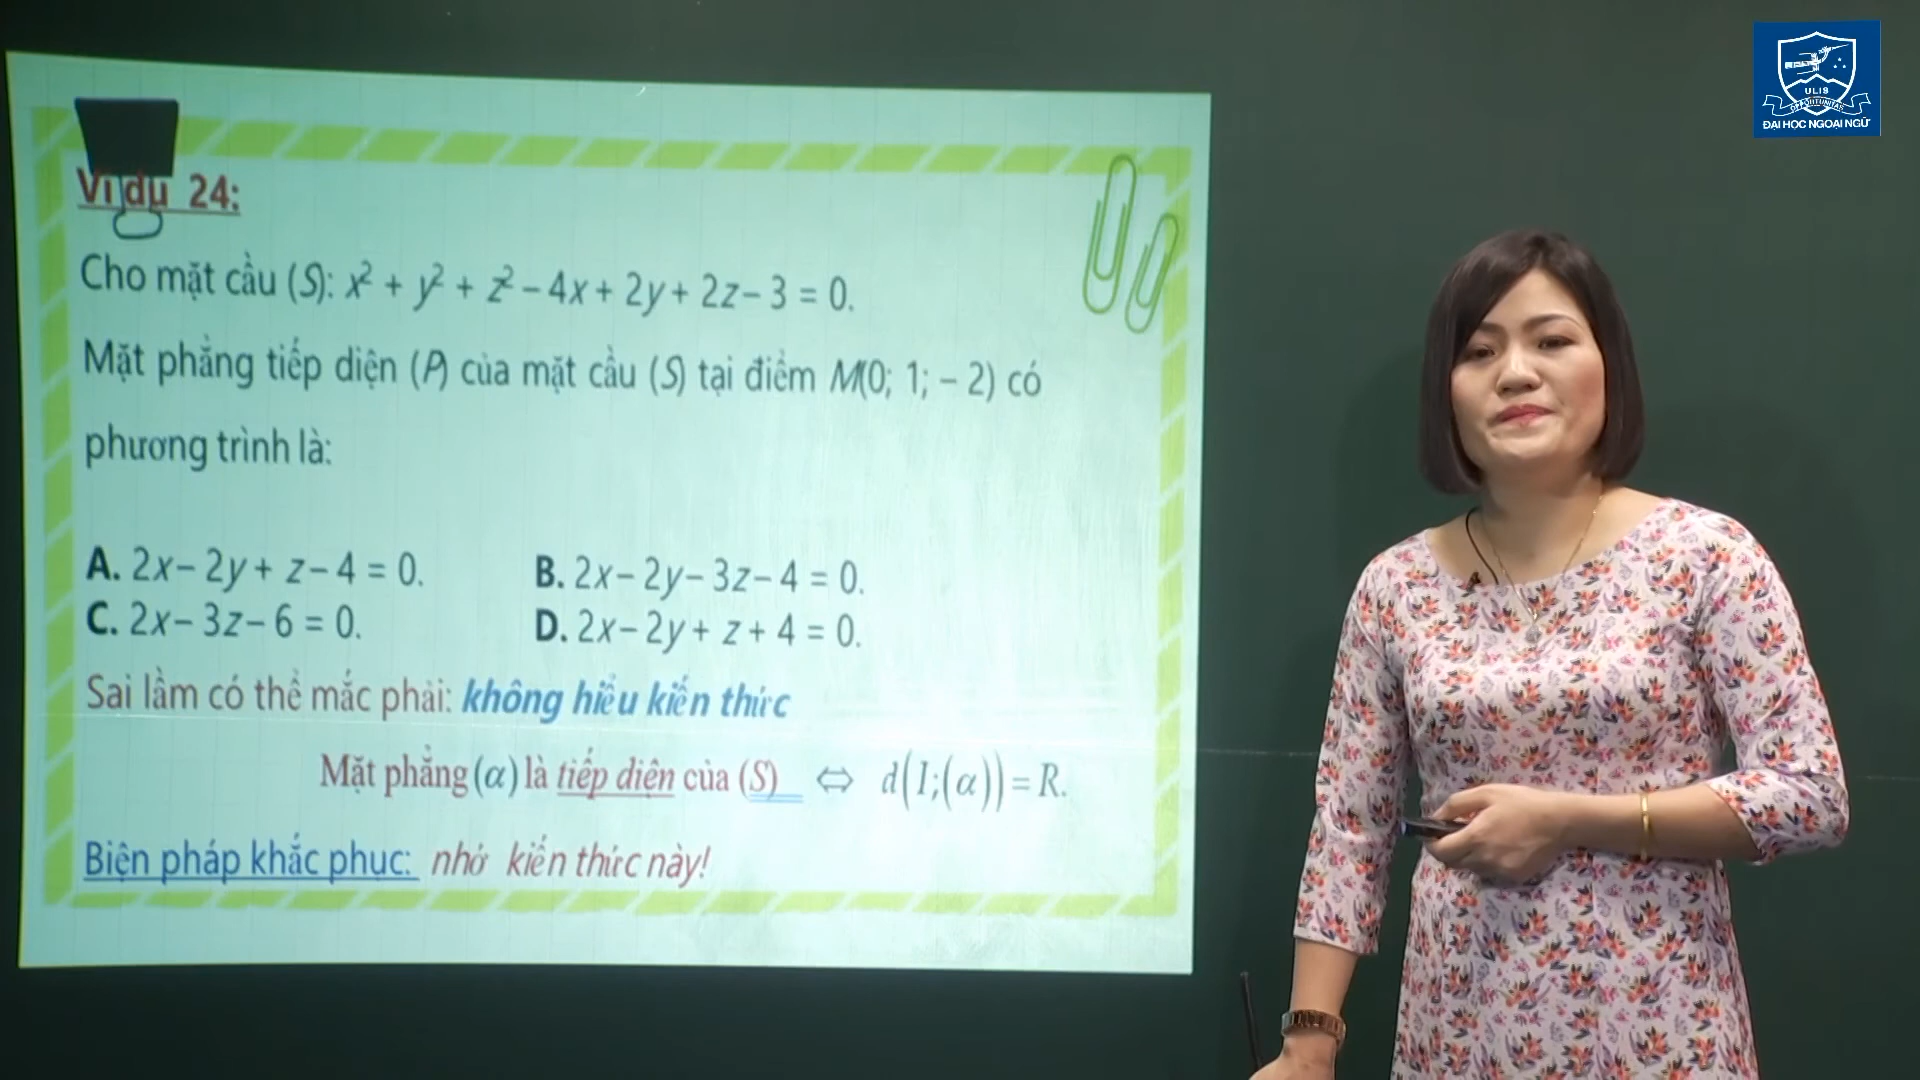 ULIS
OPPORTUNITAS
ĐẠI HỌC NGOẠI NGỮ
Ví dụ 24:
Cho mặt cầu (S): x² + y² + z² – 4x + 2y + 2z – 3 = 0.
Mặt phẳng tiếp diện (P) của mặt cầu (S) tại điểm M(0; 1; – 2) có
phương trình là:
A. 2x – 2y + z – 4 = 0. B. 2x – 2y – 3z – 4 = 0.
C. 2x – 3z – 6 = 0. D. 2x – 2y + z + 4 = 0.
Sai lầm có thể mắc phải: không hiểu kiến thức
Mặt phẳng (α) là tiếp diện của (S) ⇔ d(I;(α)) = R.
Biện pháp khắc phục: nhớ kiến thức này!